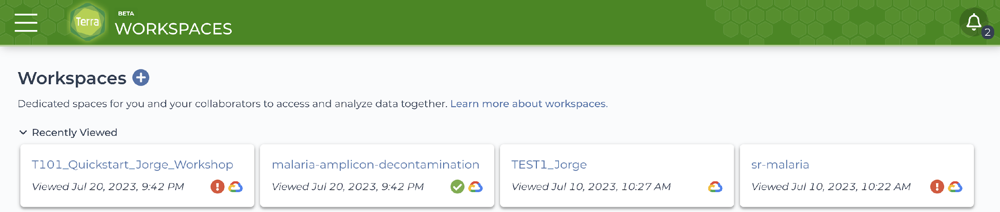 Terra
BETA
WORKSPACES
2
Workspaces
Dedicated spaces for you and your collaborators to access and analyze data together. Learn more about workspaces.
Recently Viewed
T101_Quickstart_Jorge_Workshop
Viewed Jul 20, 2023, 9:42 PM
malaria-amplicon-decontamination
Viewed Jul 20, 2023, 9:42 PM
TEST1_Jorge
Viewed Jul 10, 2023, 10:27 AM
sr-malaria
Viewed Jul 10, 2023, 10:22 AM